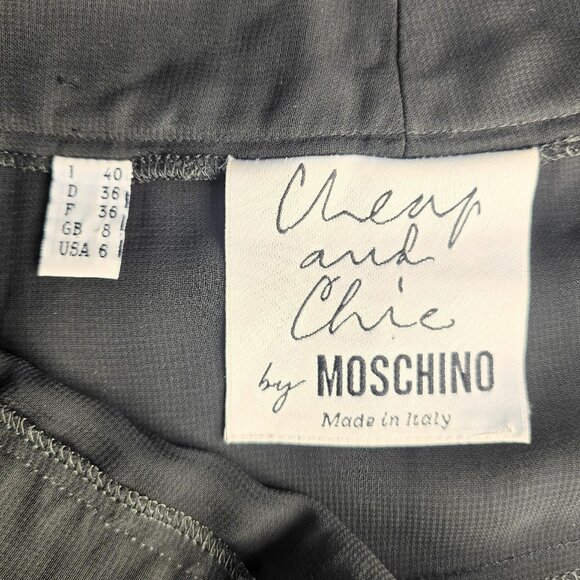 I 40
D 36
F 36
GB 8
USA 6
Cheap
and
Chic
by MOSCHINO
Made in Italy